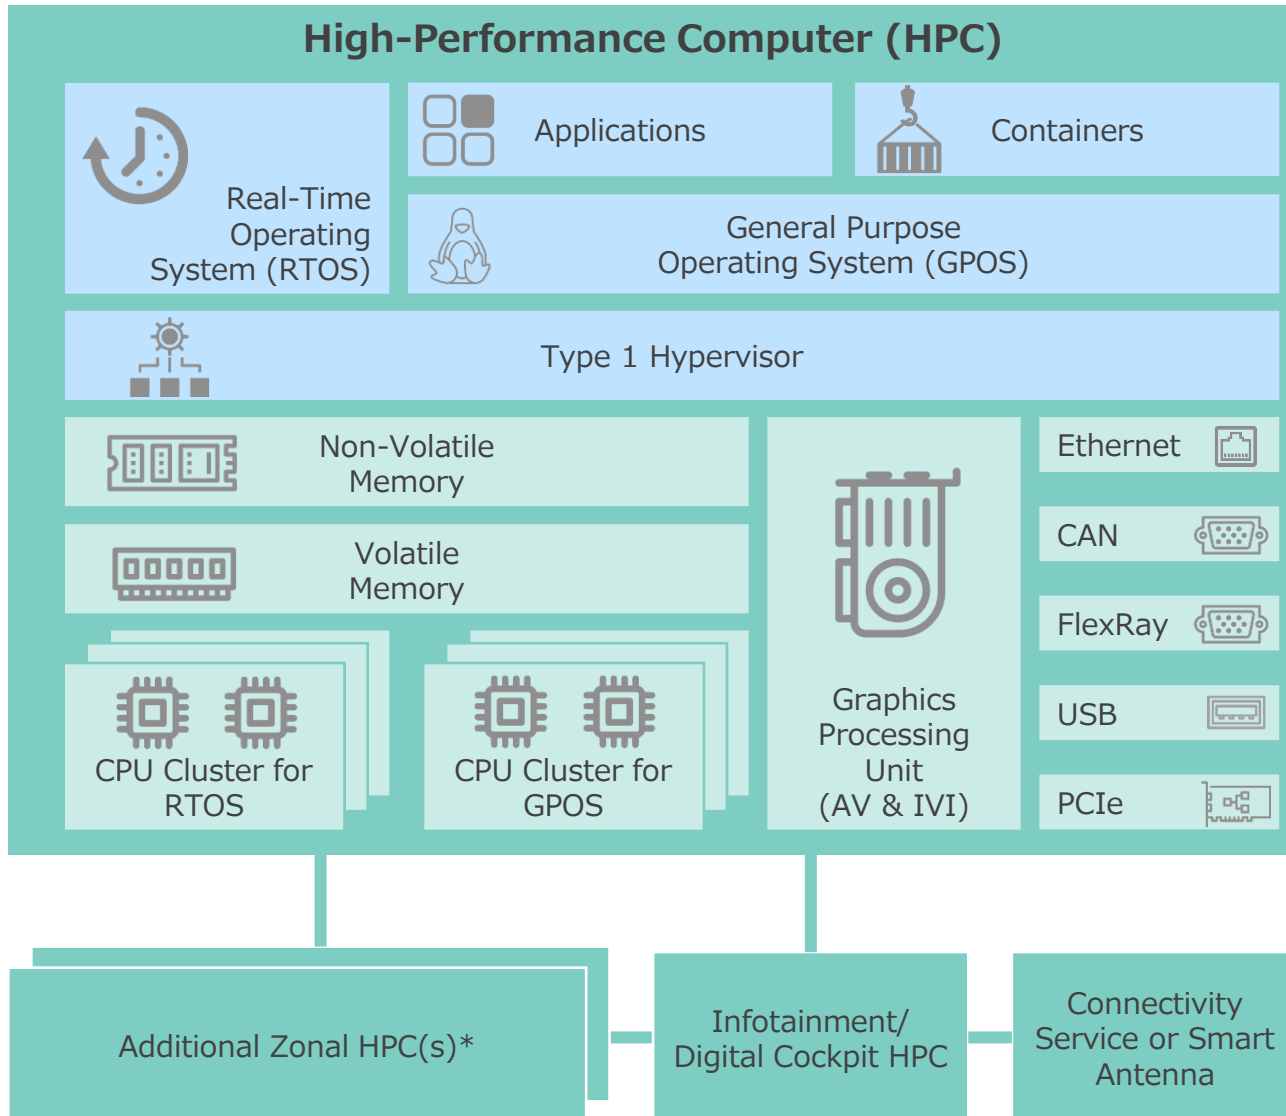 High-Performance Computer (HPC)
Real-Time
Operating
System (RTOS)
Applications
Containers
General Purpose
Operating System (GPOS)
Type 1 Hypervisor
Non-Volatile
Memory
Volatile
Memory
CPU Cluster for
RTOS
CPU Cluster for
GPOS
Graphics
Processing
Unit
(AV & IVI)
Ethernet
CAN
FlexRay
USB
PCIe
Additional Zonal HPC(s)*
Infotainment/
Digital Cockpit HPC
Connectivity
Service or Smart
Antenna